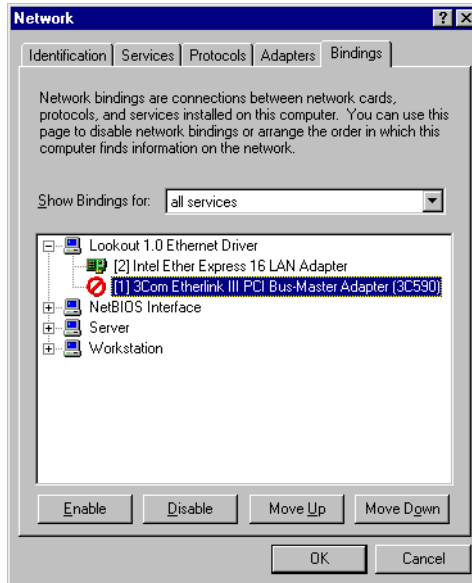 Network
Identification Services Protocols Adapters Bindings
Network bindings are connections between network cards,
protocols, and services installed on this computer. You can use this
page to disable network bindings or arrange the order in which this
computer finds information on the network.
Show Bindings for: all services
Lookout 1.0 Ethernet Driver
[2] Intel Ether Express 16 LAN Adapter
[1] 3Com Etherlink III PCI Bus-Master Adapter (3C590)
NetBIOS Interface
Server
Workstation
Enable Disable Move Up Move Down
OK Cancel